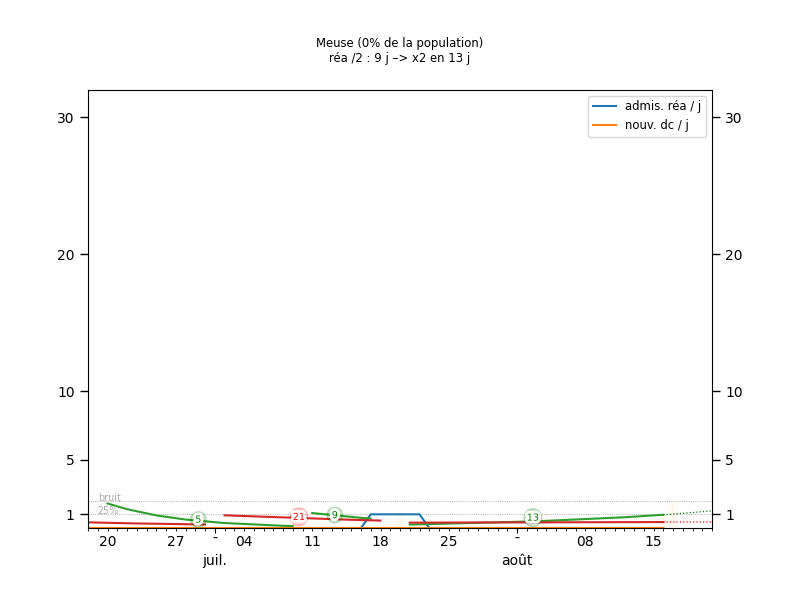 Meuse (0% de la population)
réa /2 : 9 j –> x2 en 13 j
admis. réa / j
nouv. dc / j
30 30
20 20
10 10
5 5
bruit
25%
1 1
5 21 9 13
20 27 - 04 11 18 25 - 08 15
juil. août